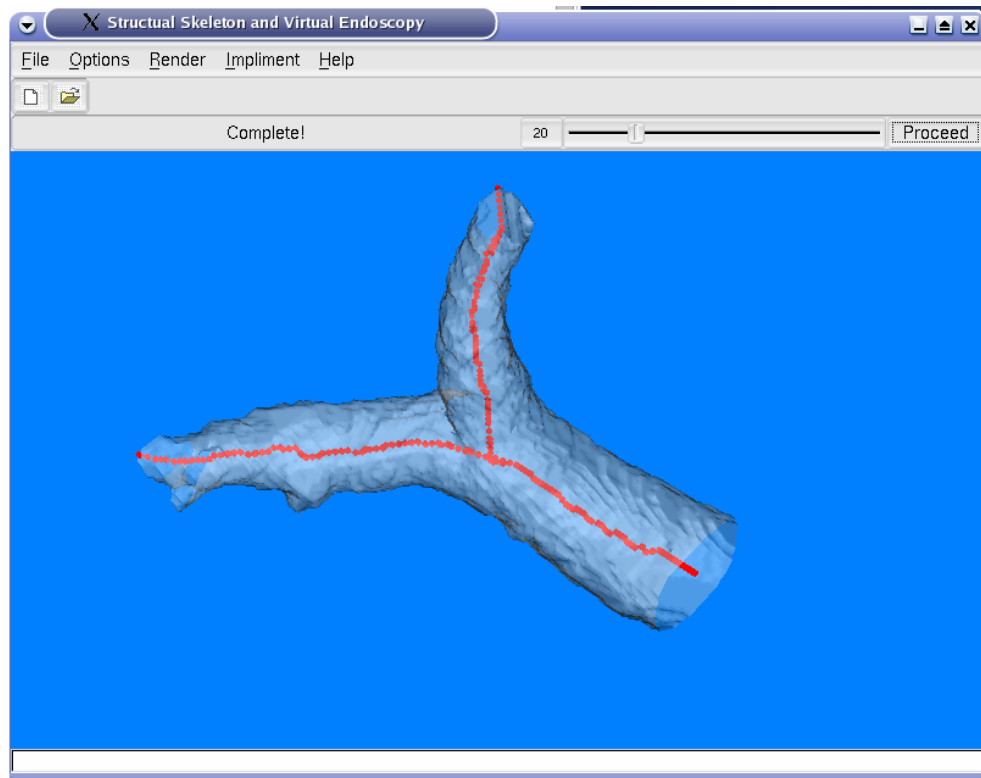 X Structual Skeleton and Virtual Endoscopy
File Options Render Impliment Help
Complete! 20 Proceed